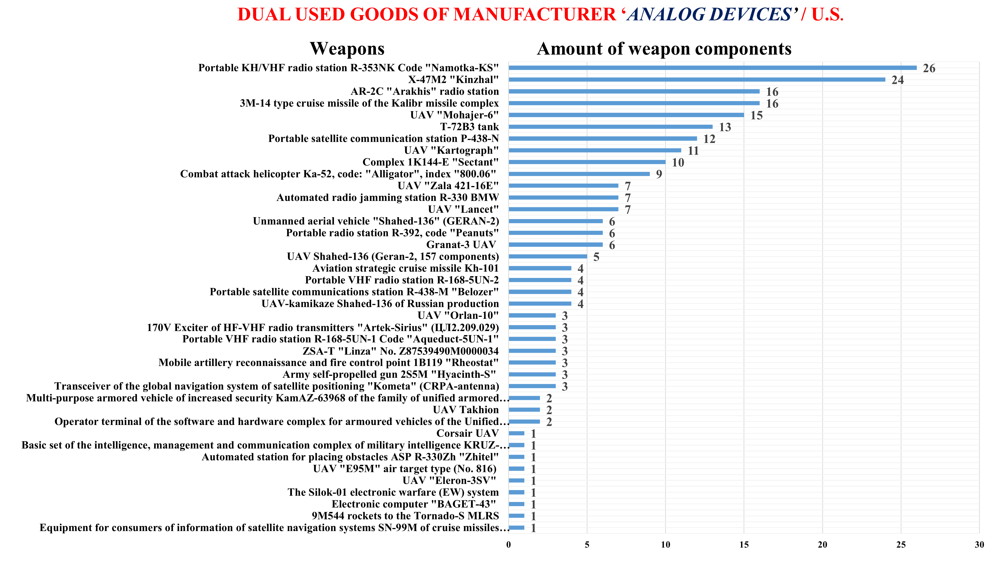 DUAL USED GOODS OF MANUFACTURER ‘ANALOG DEVICES’ / U.S.
Weapons Amount of weapon components
Portable KH/VHF radio station R-353NK Code "Namotka-KS" 26
X-47M2 "Kinzhal" 24
AR-2C "Arakhis" radio station 16
3M-14 type cruise missile of the Kalibr missile complex 16
UAV "Mohajer-6" 15
T-72B3 tank 13
Portable satellite communication station P-438-N 12
UAV "Kartograph" 11
Complex 1K144-E "Sectant" 10
Combat attack helicopter Ka-52, code: "Alligator", index "800.06" 9
UAV "Zala 421-16E" 7
Automated radio jamming station R-330 BMW 7
UAV "Lancet" 7
Unmanned aerial vehicle "Shahed-136" (GERAN-2) 6
Portable radio station R-392, code "Peanuts" 6
Granat-3 UAV 6
UAV Shahed-136 (Geran-2, 157 components) 5
Aviation strategic cruise missile Kh-101 4
Portable VHF radio station R-168-5UN-2 4
Portable satellite communications station R-438-M "Belozer" 4
UAV-kamikaze Shahed-136 of Russian production 4
UAV "Orlan-10" 3
170V Exciter of HF-VHF radio transmitters "Artek-Sirius" (ЦЛ2.209.029) 3
Portable VHF radio station R-168-5UN-1 Code "Aqueduct-5UN-1" 3
ZSA-T "Linza" No. Z87539490M0000034 3
Mobile artillery reconnaissance and fire control point 1B119 "Rheostat" 3
Army self-propelled gun 2S5M "Hyacinth-S" 3
Transceiver of the global navigation system of satellite positioning "Kometa" (CRPA-antenna) 3
Multi-purpose armored vehicle of increased security KamAZ-63968 of the family of unified armored… 2
UAV Takhion 2
Operator terminal of the software and hardware complex for armoured vehicles of the Unified… 2
Corsair UAV 1
Basic set of the intelligence, management and communication complex of military intelligence KRUZ-… 1
Automated station for placing obstacles ASP R-330Zh "Zhitel" 1
UAV "E95M" air target type (No. 816) 1
UAV "Eleron-3SV" 1
The Silok-01 electronic warfare (EW) system 1
Electronic computer "BAGET-43" 1
9M544 rockets to the Tornado-S MLRS 1
Equipment for consumers of information of satellite navigation systems SN-99M of cruise missiles… 1
0 5 10 15 20 25 30